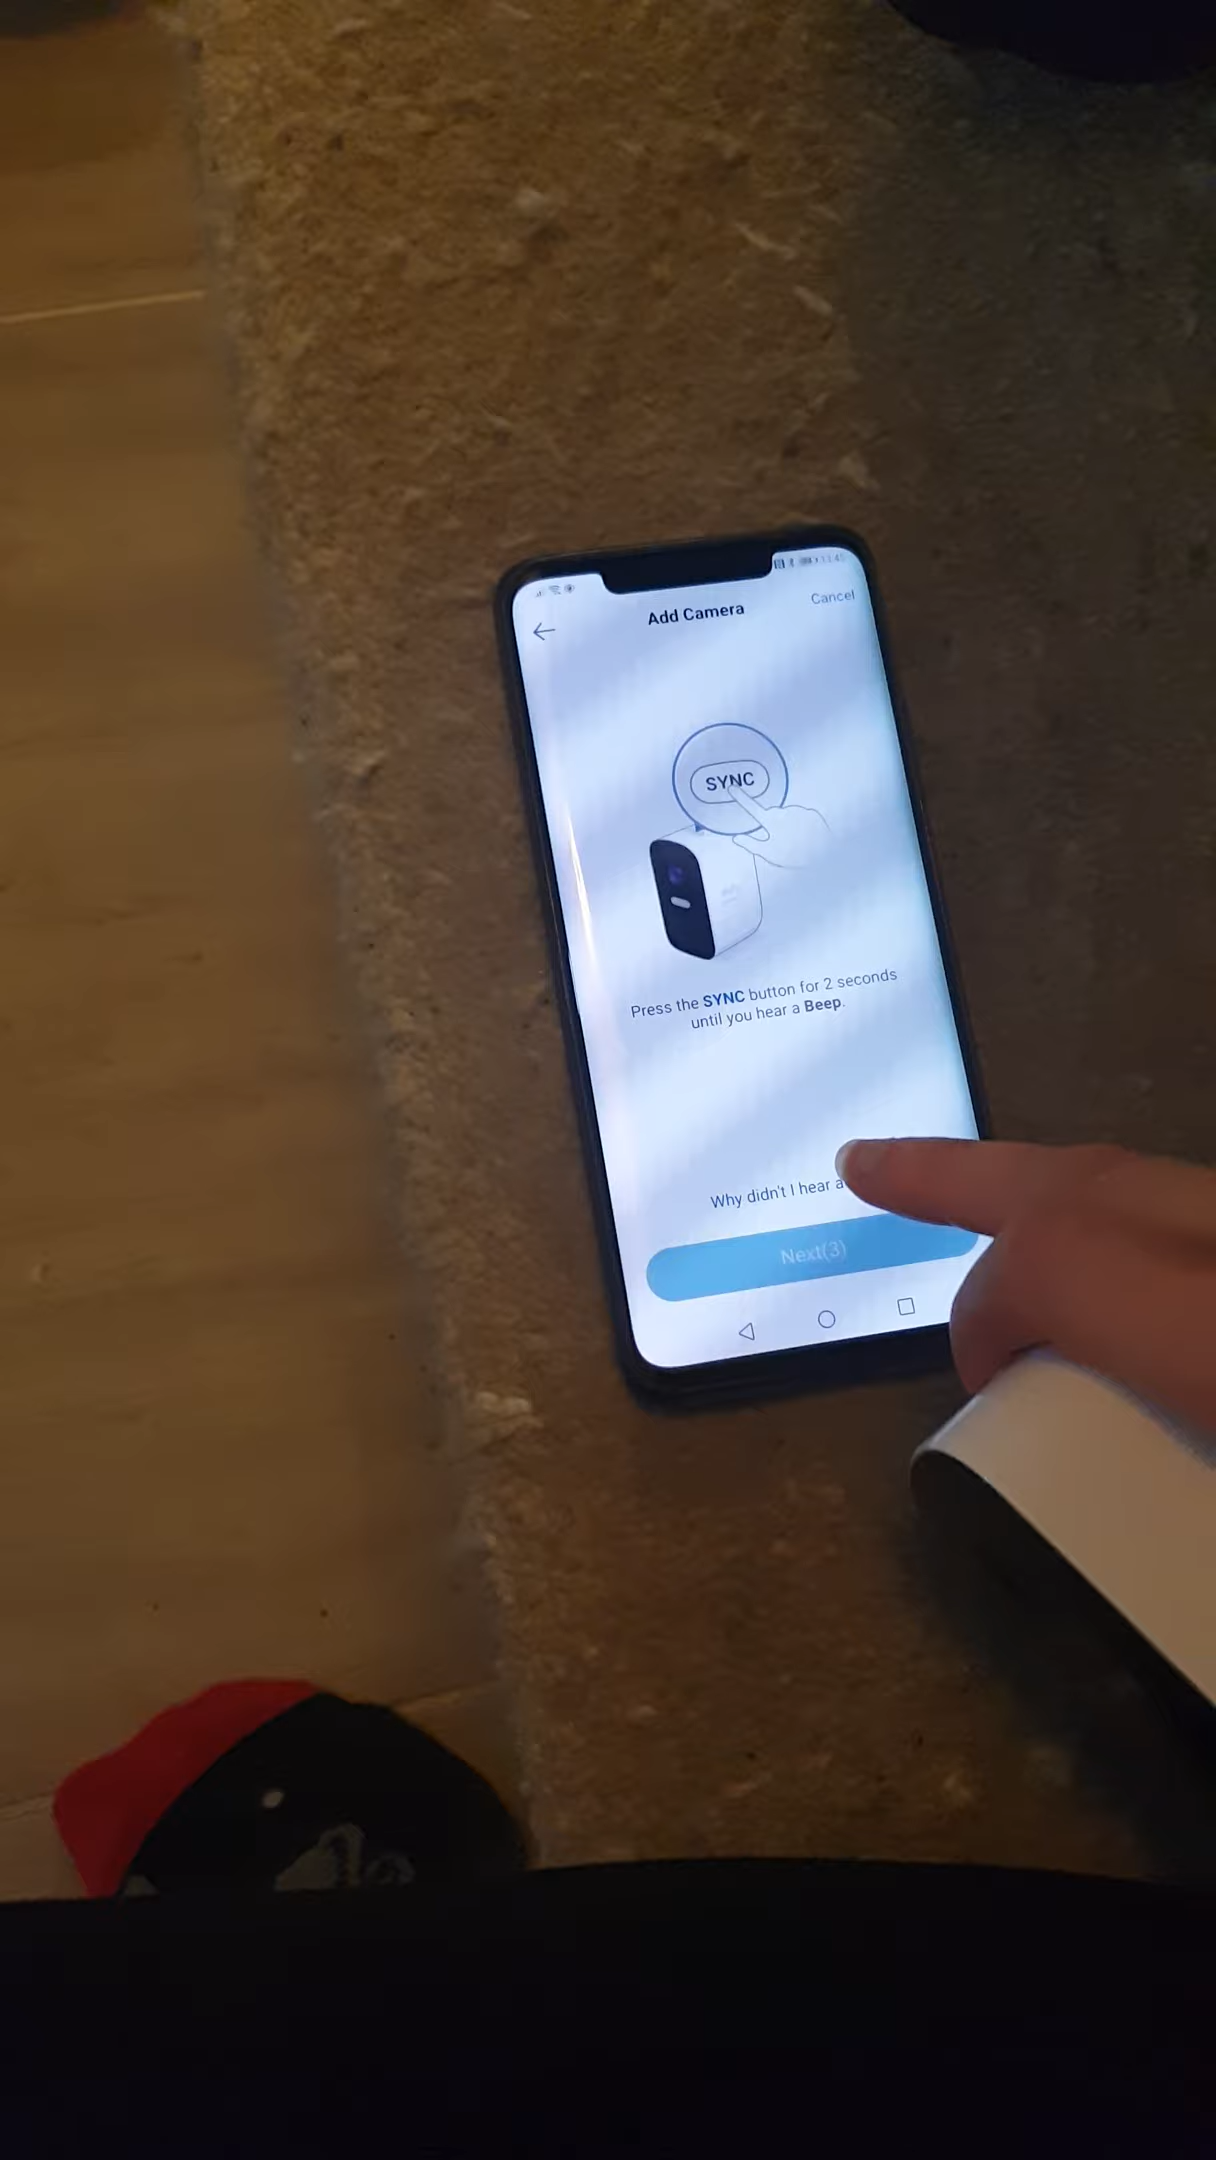 Add Camera
Cancel
SYNC
Press the SYNC button for 2 seconds
until you hear a Beep.
Why didn't I hear a
Next(3)